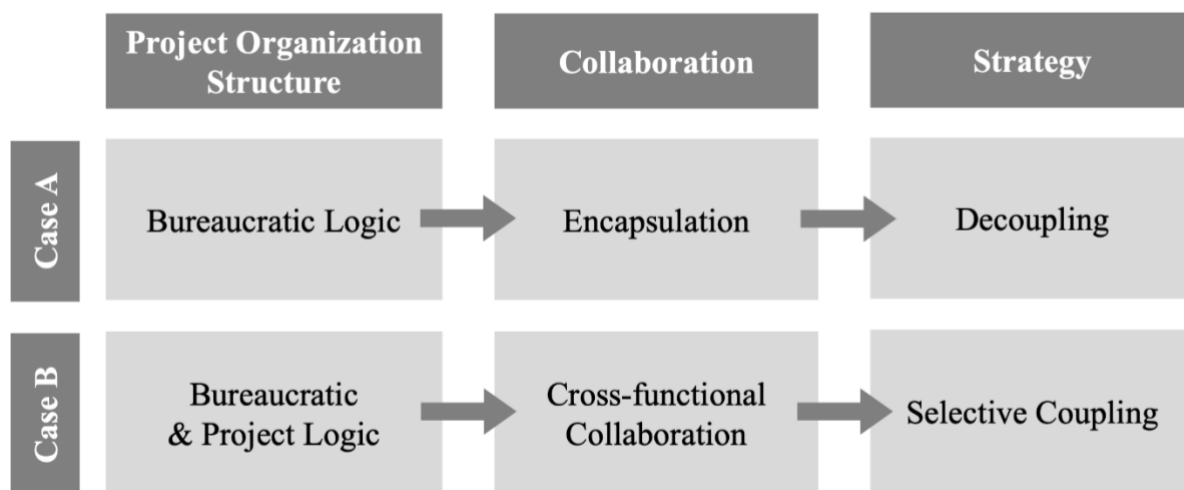 Project Organization
Structure
Collaboration
Strategy
Case A
Bureaucratic Logic
Encapsulation
Decoupling
Case B
Bureaucratic
& Project Logic
Cross-functional
Collaboration
Selective Coupling